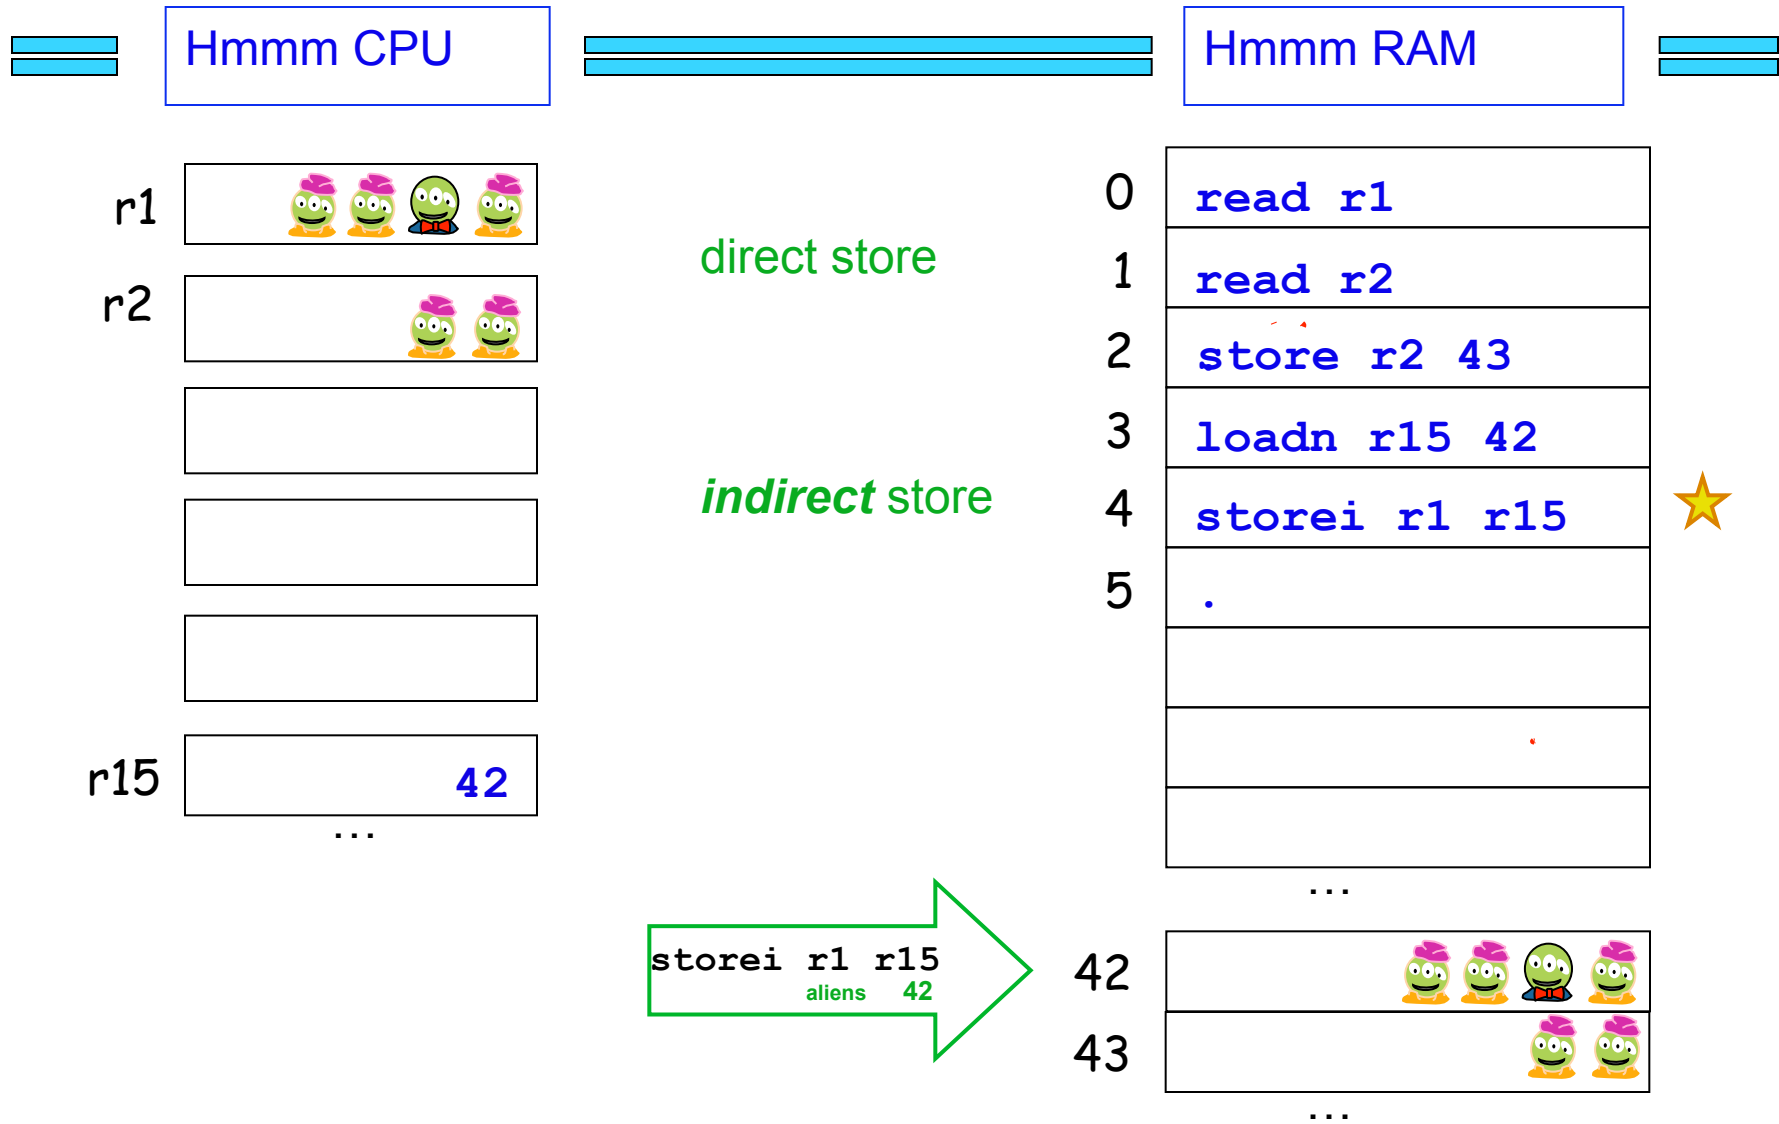 Hmmm CPU
Hmmm RAM
r1
r2
r15 42
...
direct store
indirect store
0 read r1
1 read r2
2 store r2 43
3 loadn r15 42
4 storei r1 r15
5 .
...
storei r1 r15
aliens 42
42
43
...